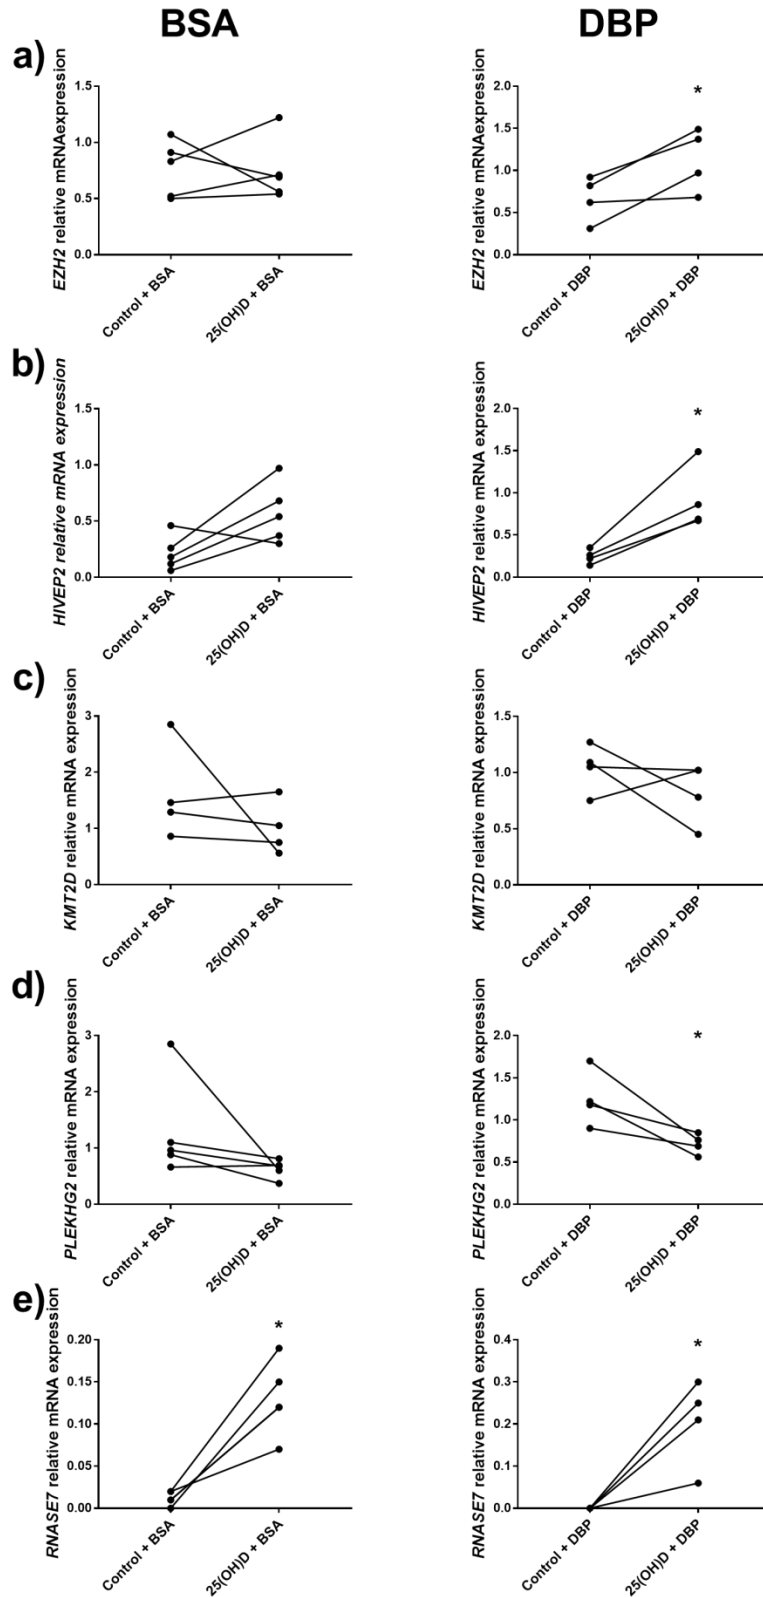 BSA DBP
a)
EZH2 relative mRNAexpression
1.5
1.0
0.5
0.0
Control + BSA
25(OH)D + BSA
EZH2 relative mRNAexpression
2.0
1.5
1.0
0.5
0.0
*
Control + DBP
25(OH)D + DBP
b)
HIVEP2 relative mRNA expression
1.5
1.0
0.5
0.0
Control + BSA
25(OH)D + BSA
HIVEP2 relative mRNA expression
2.0
1.5
1.0
0.5
0.0
*
Control + DBP
25(OH)D + DBP
c)
KMT2D relative mRNA expression
3
2
1
0
Control + BSA
25(OH)D + BSA
KMT2D relative mRNA expression
1.5
1.0
0.5
0.0
Control + DBP
25(OH)D + DBP
d)
PLEKHG2 relative mRNA expression
3
2
1
0
Control + BSA
25(OH)D + BSA
PLEKHG2 relative mRNA expression
2.0
1.5
1.0
0.5
0.0
*
Control + DBP
25(OH)D + DBP
e)
RNASE7 relative mRNA expression
0.20
0.15
0.10
0.05
0.00
*
Control + BSA
25(OH)D + BSA
RNASE7 relative mRNA expression
0.4
0.3
0.2
0.1
0.0
*
Control + DBP
25(OH)D + DBP